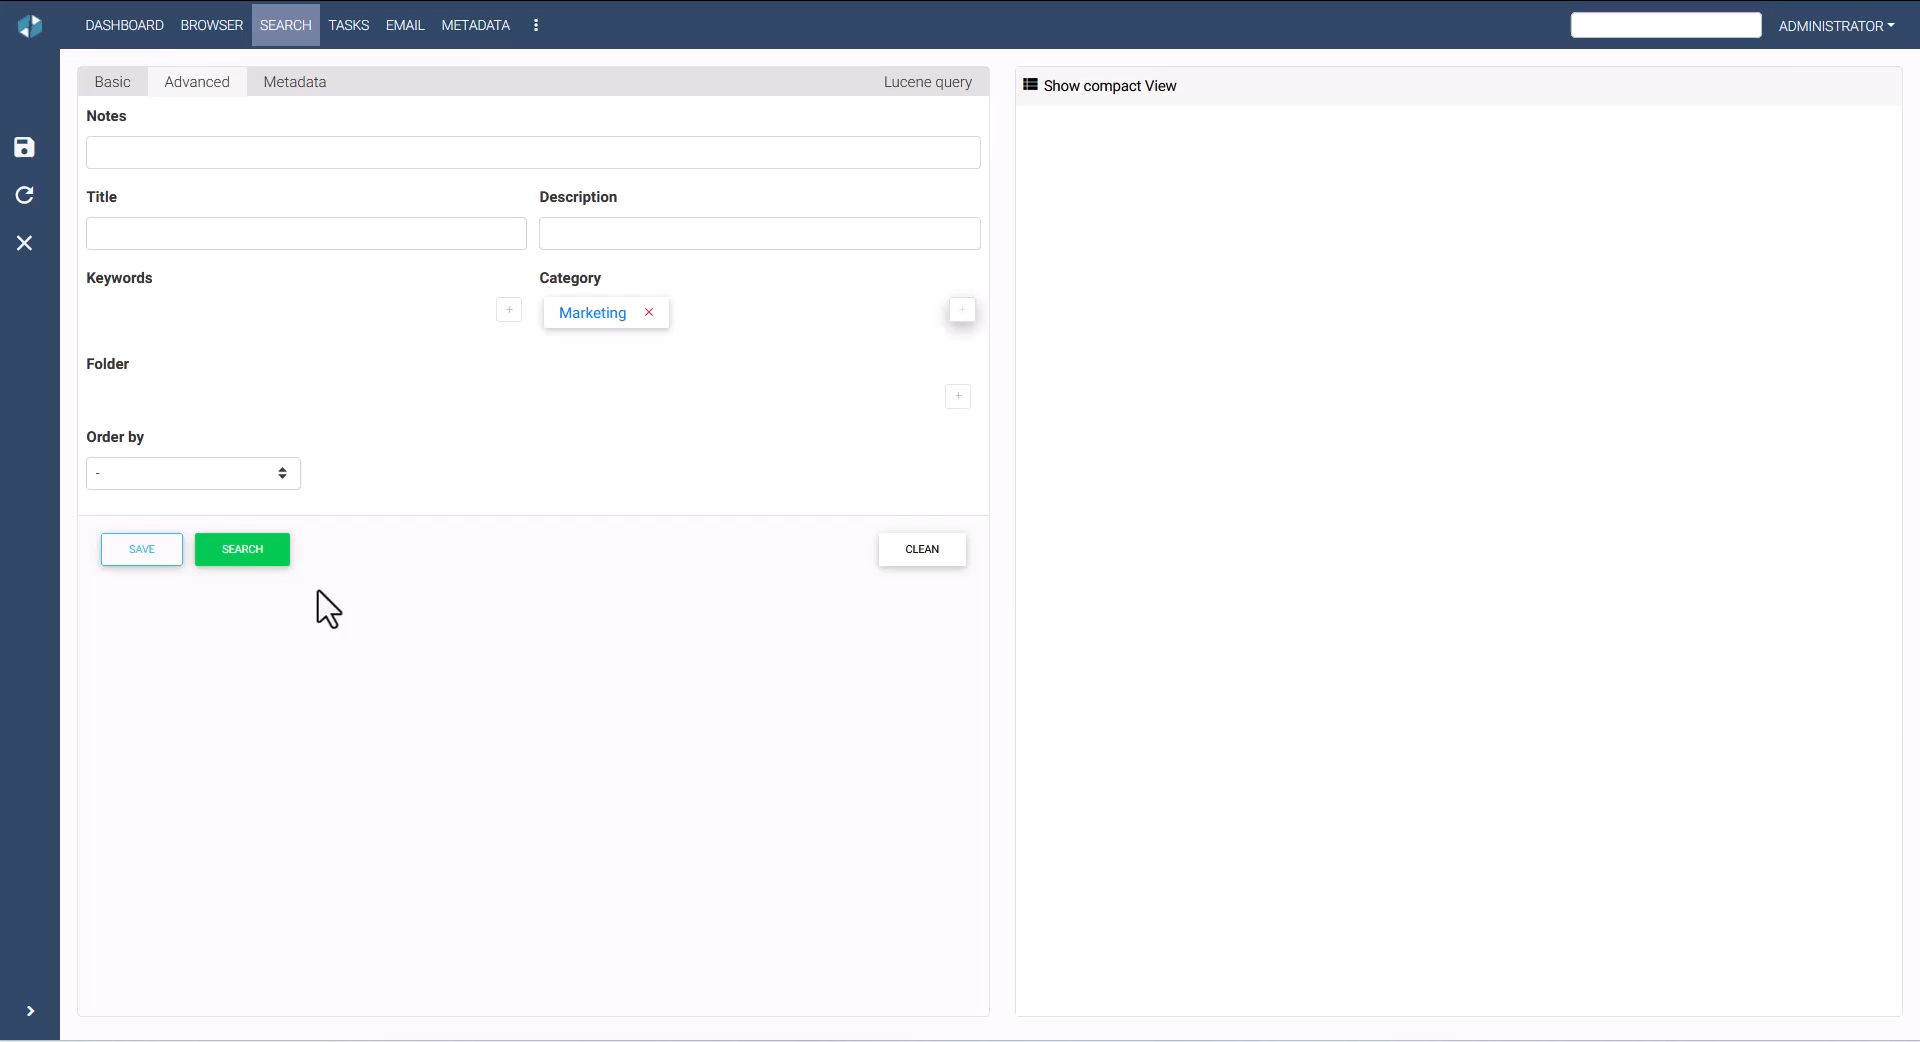 DASHBOARD BROWSER SEARCH TASKS EMAIL METADATA ADMINISTRATOR
Basic Advanced Metadata Lucene query
Show compact View
Notes
Title Description
Keywords Category
+ Marketing × +
Folder
+
Order by
-
SAVE SEARCH CLEAN